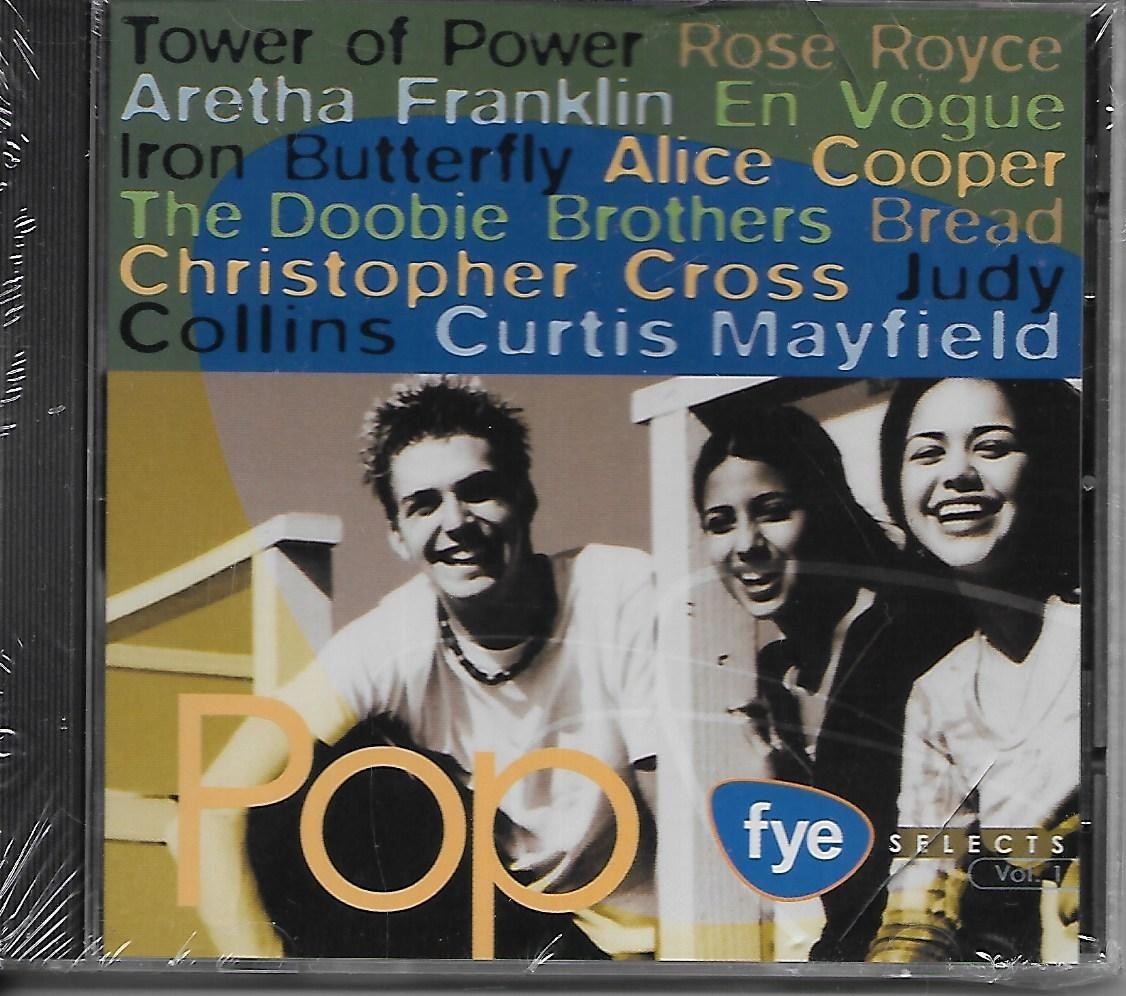 Tower of Power Rose Royce
Aretha Franklin En Vogue
Iron Butterfly Alice Cooper
The Doobie Brothers Bread
Christopher Cross Judy
Collins Curtis Mayfield
Pop
fye
SELECTS
Vol. 1